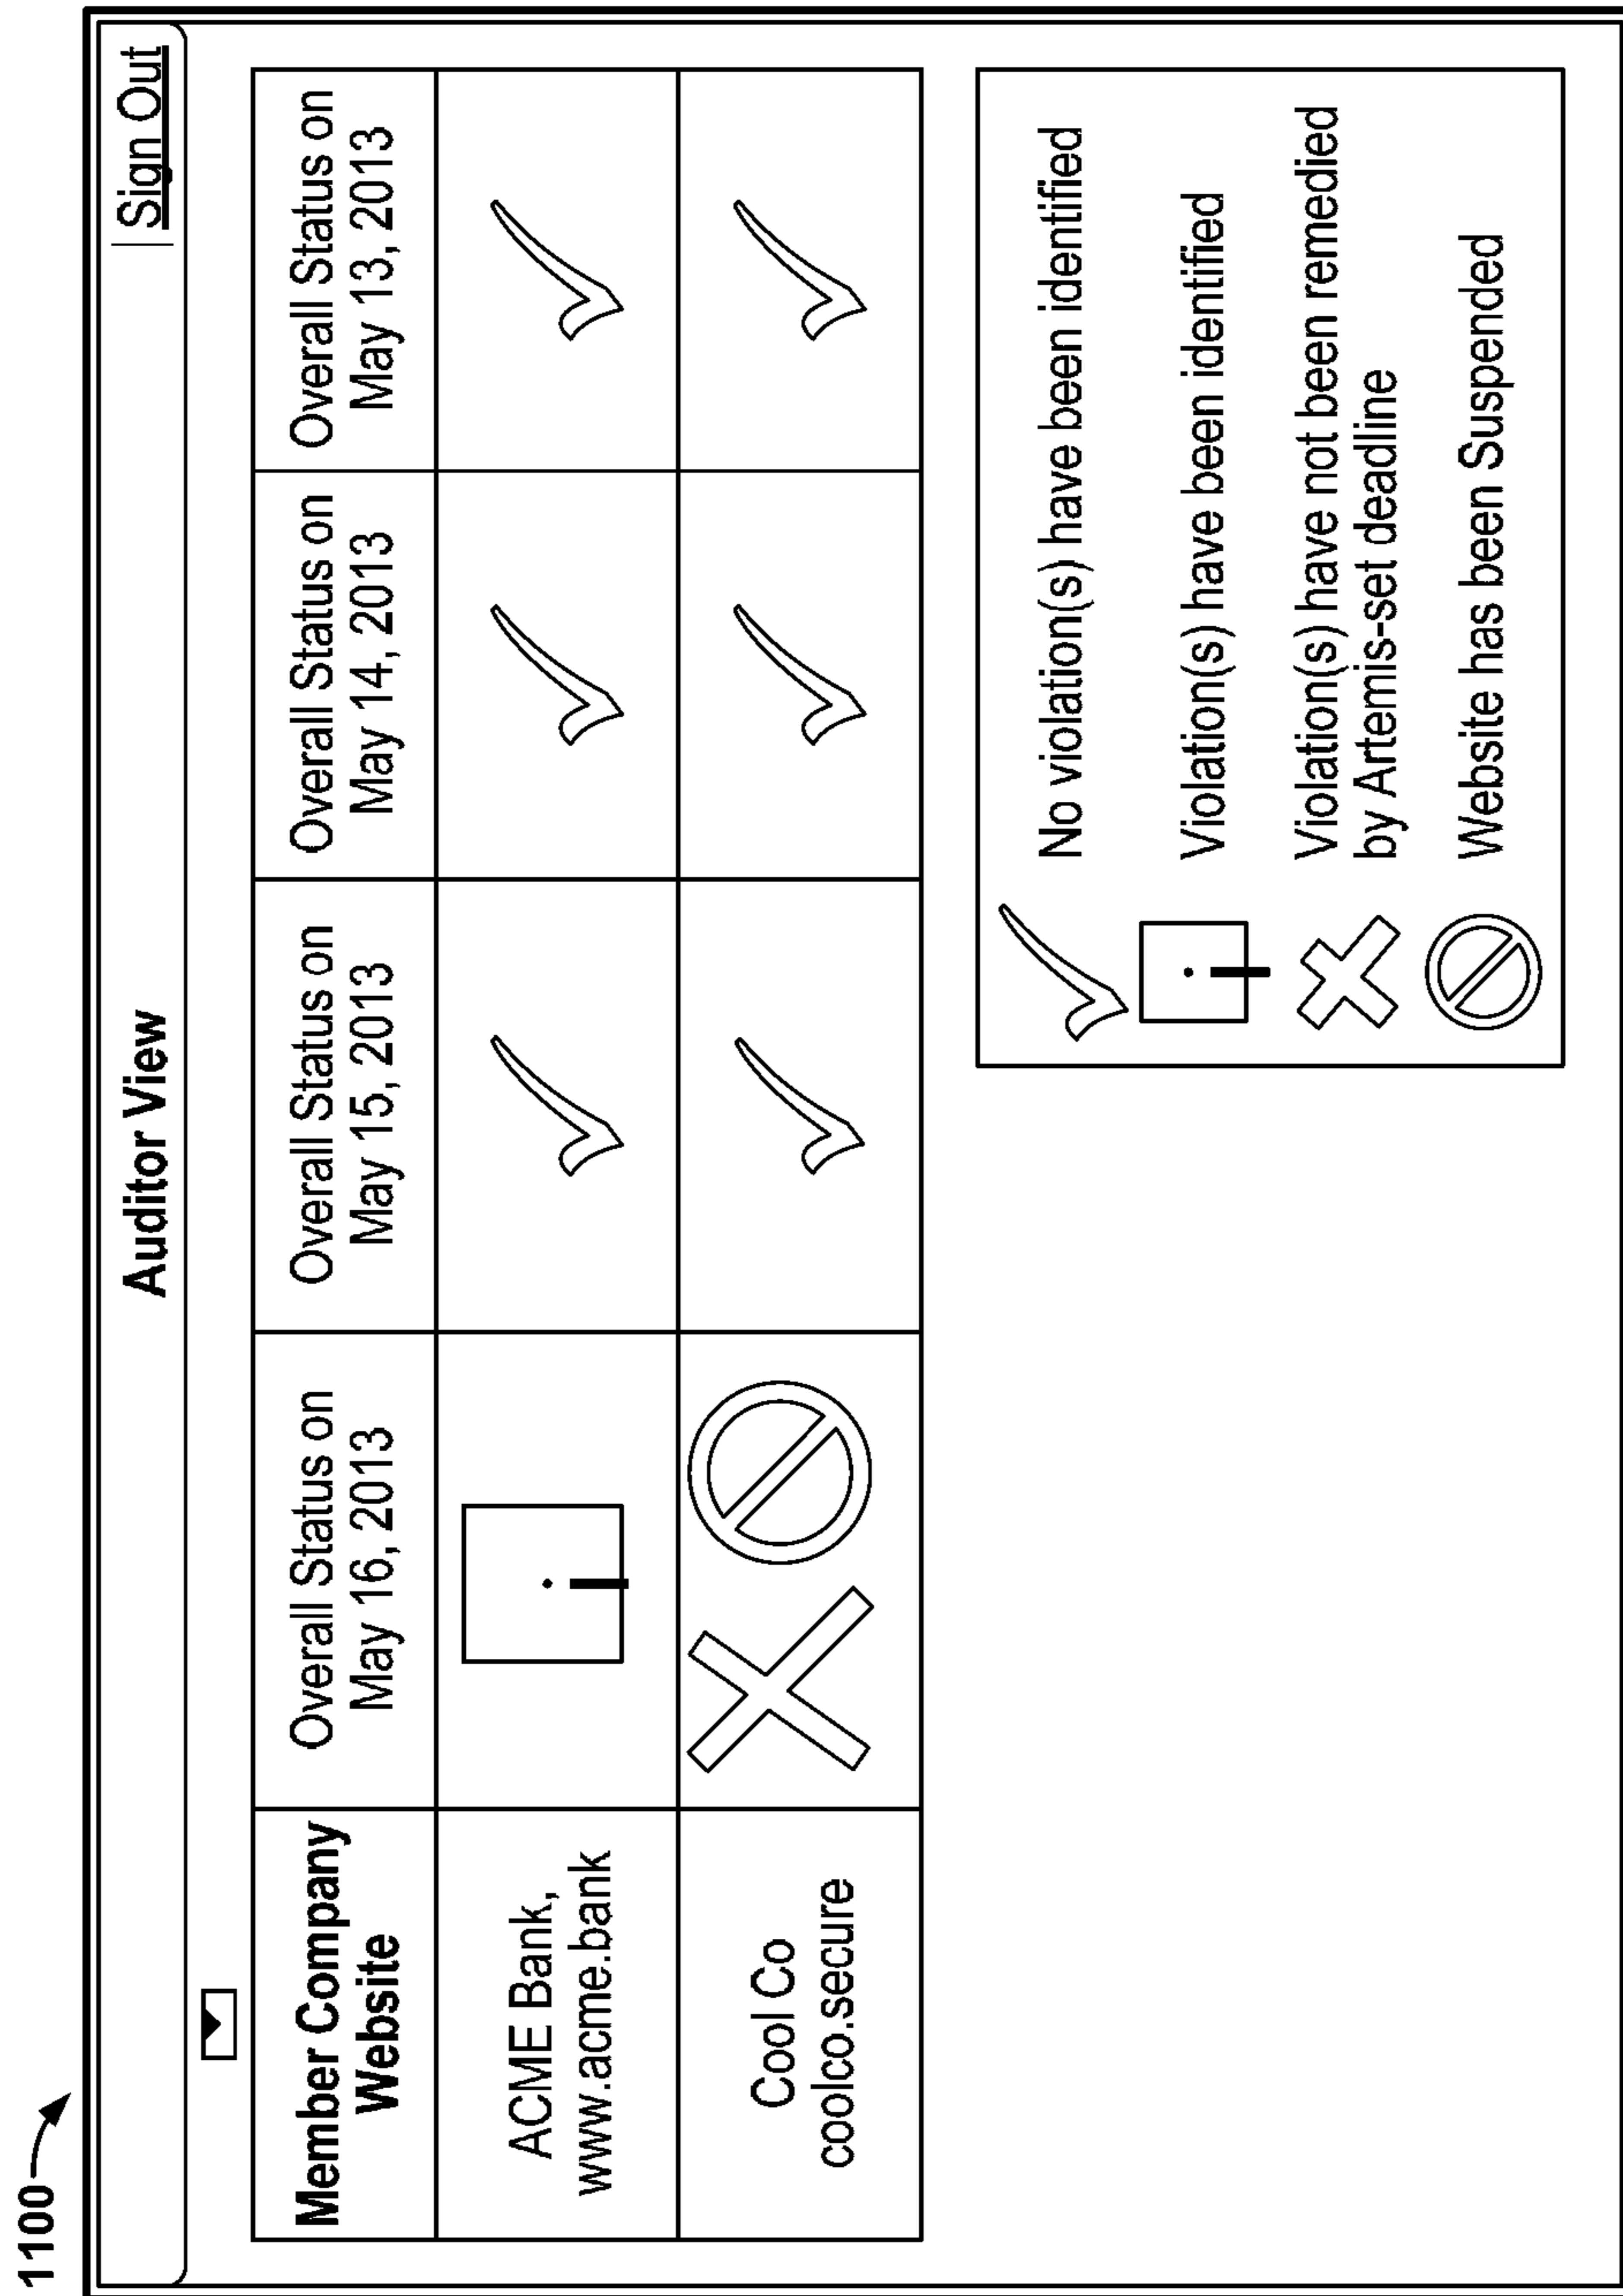 1100
Auditor View
Sign Out
Member Company
Website
Overall Status on
May 16, 2013
Overall Status on
May 15, 2013
Overall Status on
May 14, 2013
Overall Status on
May 13, 2013
ACME Bank,
www.acme.bank
Cool Co
coolco.secure
No violation(s) have been identified
Violation(s) have been identified
Violation(s) have not been remedied
by Artemis-set deadline
Website has been Suspended